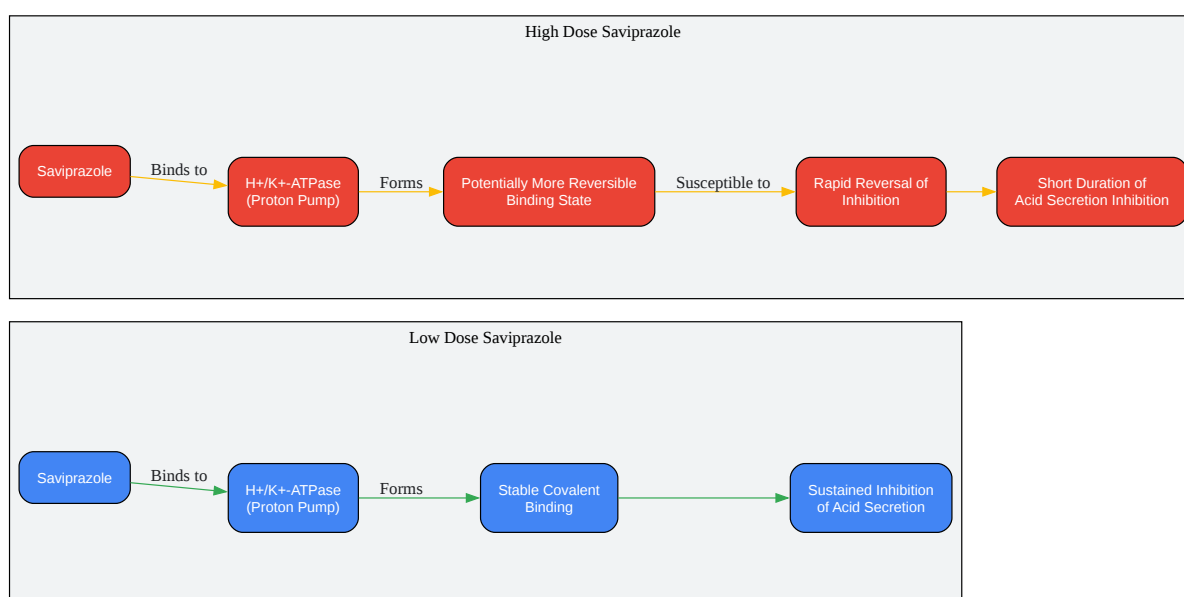 High Dose Saviprazole
Saviprazole
Binds to
H+/K+-ATPase
(Proton Pump)
Forms
Potentially More Reversible
Binding State
Susceptible to
Rapid Reversal of
Inhibition
Short Duration of
Acid Secretion Inhibition
Low Dose Saviprazole
Saviprazole
Binds to
H+/K+-ATPase
(Proton Pump)
Forms
Stable Covalent
Binding
Sustained Inhibition
of Acid Secretion